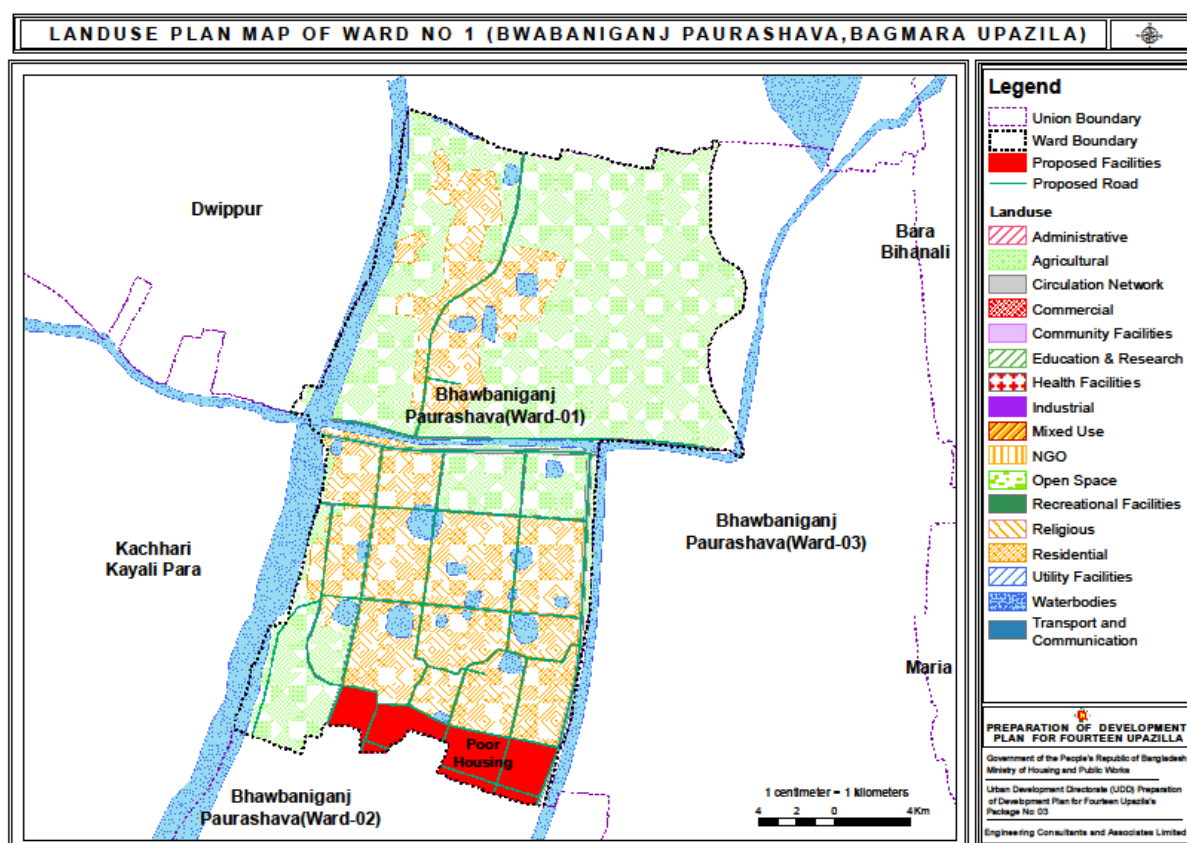 LANDUSE PLAN MAP OF WARD NO 1 (BWABANIGANJ PAURASHAVA,BAGMARA UPAZILA)
Dwippur
Bara
Bihanali
Bhawbaniganj
Paurashava(Ward-01)
Bhawbaniganj
Paurashava(Ward-03)
Kachhari
Kayali Para
Maria
Poor
Housing
Bhawbaniganj
Paurashava(Ward-02)
1 centimeter = 1 kilometers
4 2 0 4 Km
Legend
Union Boundary
Ward Boundary
Proposed Facilities
Proposed Road
Landuse
Administrative
Agricultural
Circulation Network
Commercial
Community Facilities
Education & Research
Health Facilities
Industrial
Mixed Use
NGO
Open Space
Recreational Facilities
Religious
Residential
Utility Facilities
Waterbodies
Transport and
Communication
PREPARATION OF DEVELOPMENT
PLAN FOR FOURTEEN UPAZILLA
Government of the People's Republic of Bangladesh
Ministry of Housing and Public Works
Urban Development Directorate (UDD) Preparation
of Development Plan for Fourteen Upazila's
Package No: 03
Engineering Consultants and Associates Limited